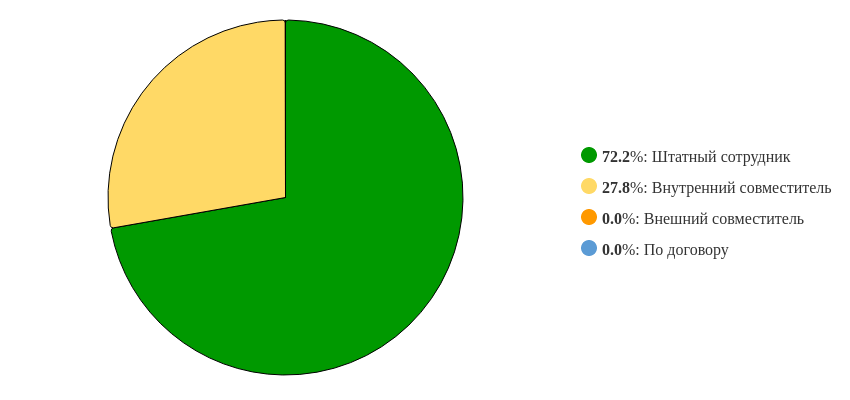 72.2%: Штатный сотрудник
27.8%: Внутренний совместитель
0.0%: Внешний совместитель
0.0%: По договору